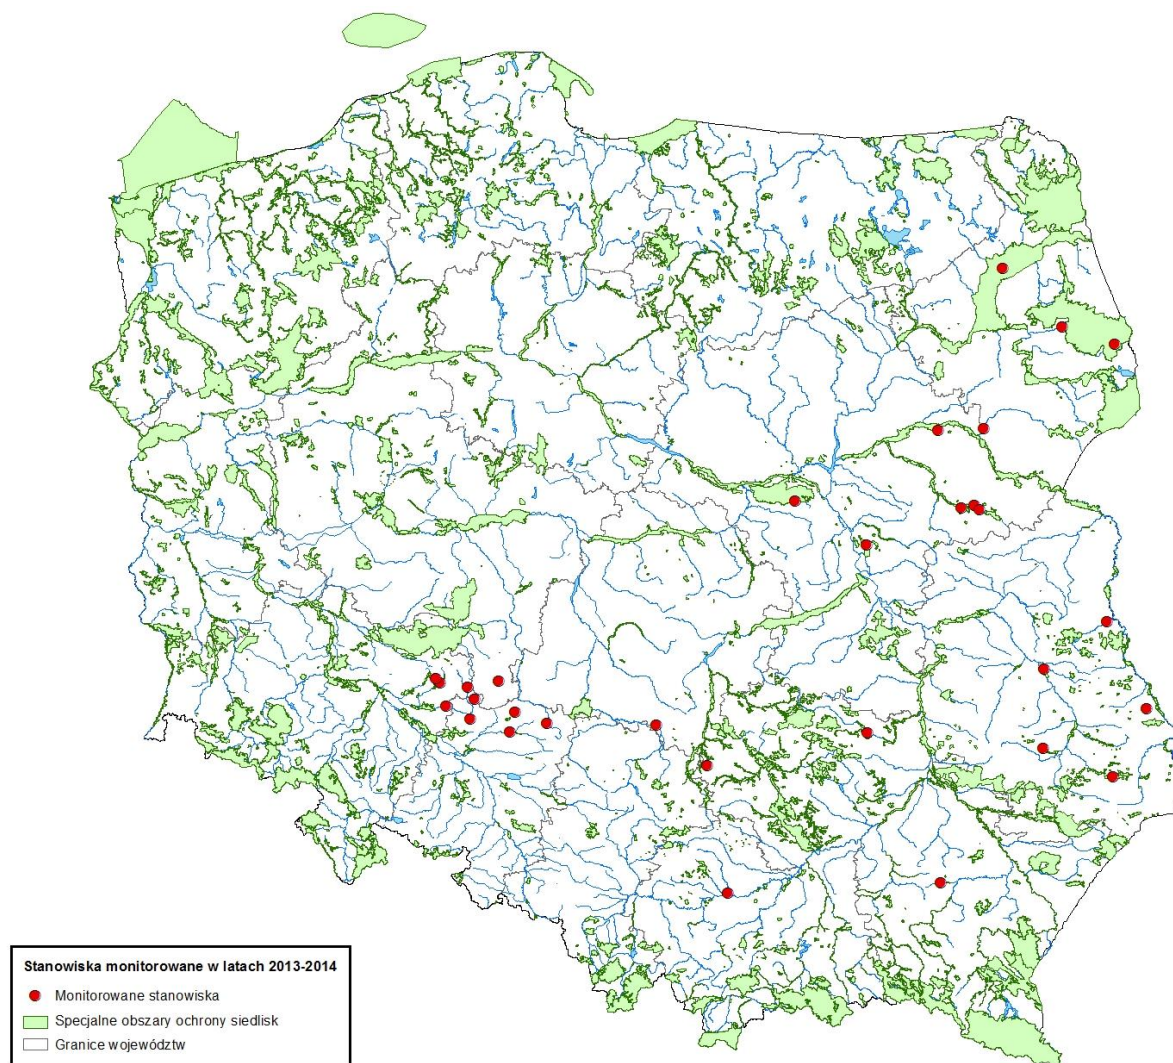 Stanowiska monitorowane w latach 2013-2014
Monitorowane stanowiska
Specjalne obszary ochrony siedlisk
Granice województw